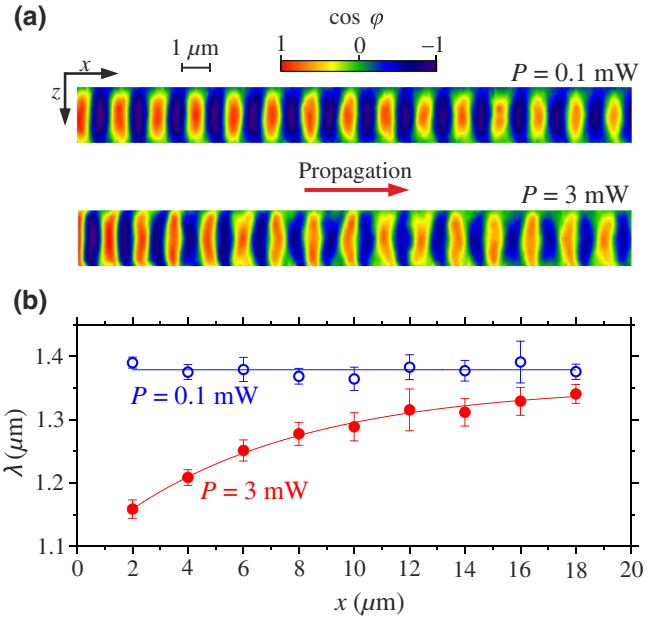 (a)
cos φ
1 μm
1 0 −1
x
z
P = 0.1 mW
Propagation
P = 3 mW
(b)
1.4
1.3
1.2
1.1
λ (μm)
P = 0.1 mW
P = 3 mW
0 2 4 6 8 10 12 14 16 18 20
x (μm)